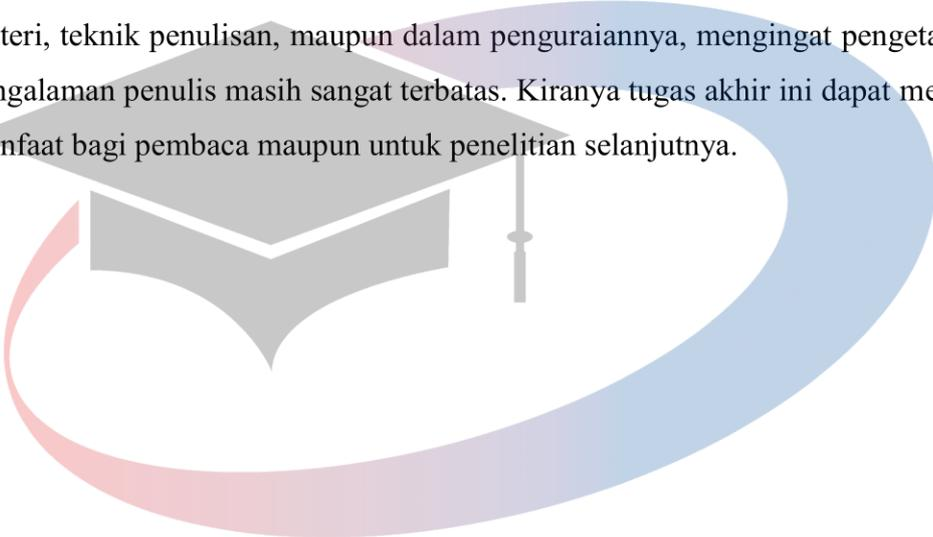 teri, teknik penulisan, maupun dalam penguraiannya, mengingat pengeta
ngalaman penulis masih sangat terbatas. Kiranya tugas akhir ini dapat me
nfaat bagi pembaca maupun untuk penelitian selanjutnya.